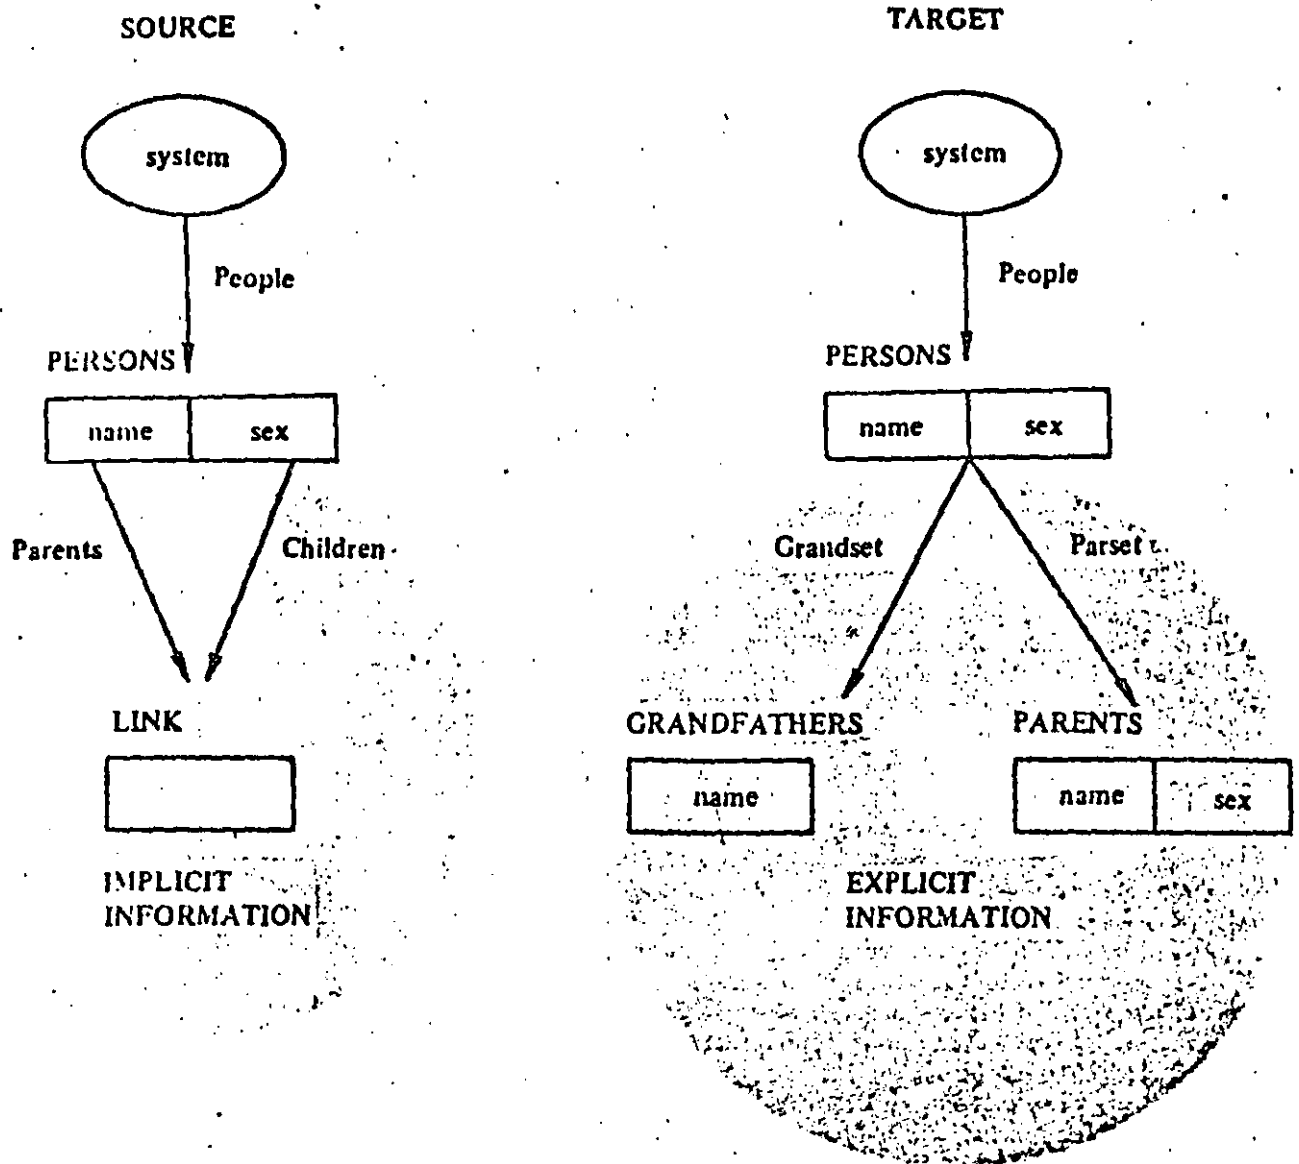 SOURCE
system
People
PERSONS
name sex
Parents
Children
LINK
IMPLICIT
INFORMATION
TARGET
system
People
PERSONS
name sex
Grandset
Parset
GRANDFATHERS
name
PARENTS
name sex
EXPLICIT
INFORMATION